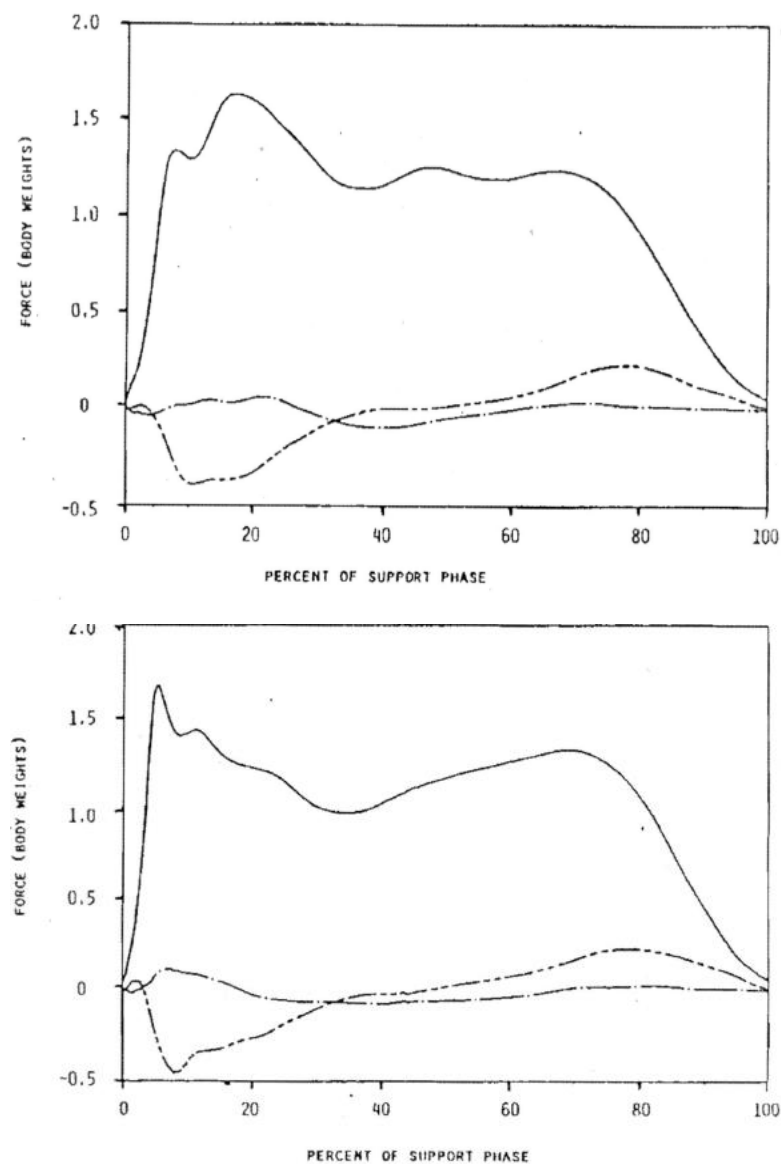 2.0
1.5
1.0
0.5
0
-0.5
FORCE (BODY WEIGHTS)
0 20 40 60 80 100
PERCENT OF SUPPORT PHASE
2.0
1.5
1.0
0.5
0
-0.5
FORCE (BODY WEIGHTS)
0 20 40 60 80 100
PERCENT OF SUPPORT PHASE